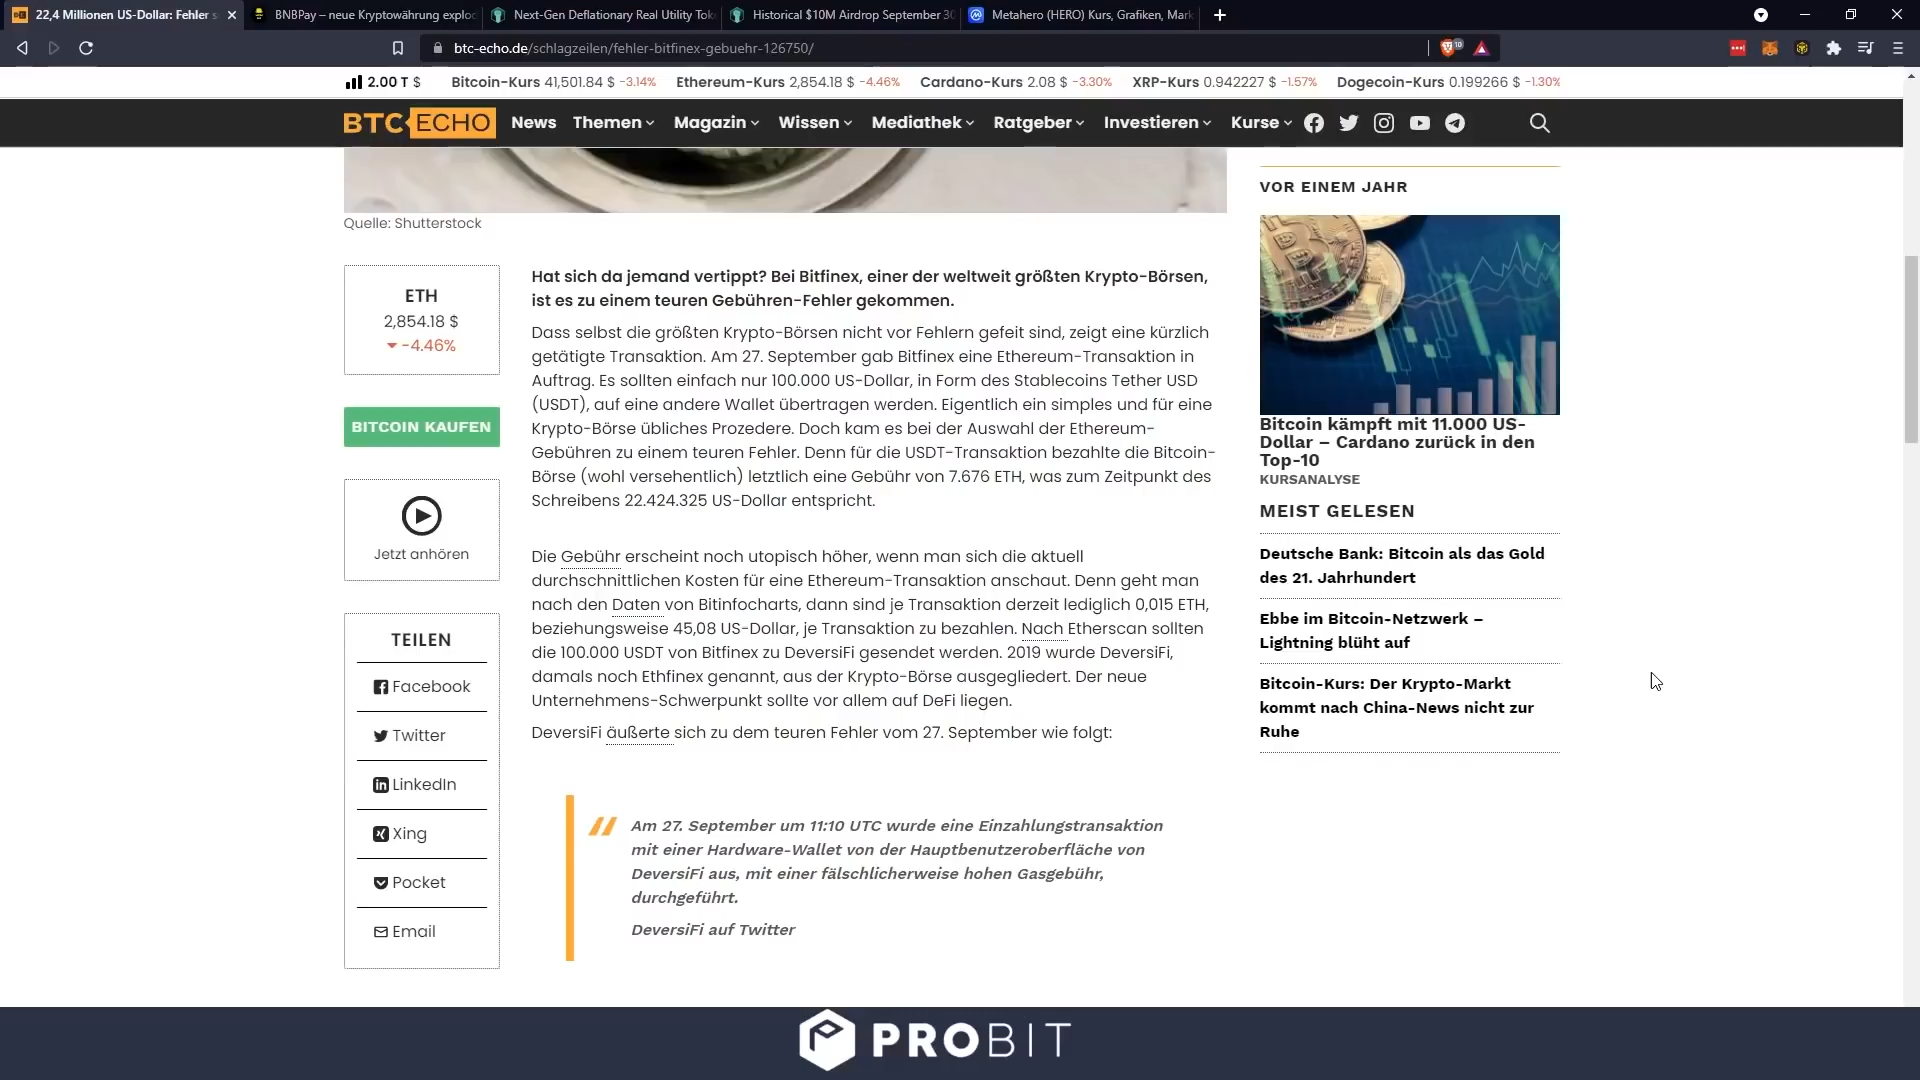 22,4 Millionen US-Dollar: Fehler
BNBPay – neue Kryptowährung explo
Next-Gen Deflationary Real Utility Tok
Historical $10M Airdrop September 30
Metahero (HERO) Kurs, Grafiken, Mark
btc-echo.de/schlagzeilen/fehler-bitfinex-gebuehr-126750/
2.00 T $ Bitcoin-Kurs 41,501.84 $ -3.14% Ethereum-Kurs 2,854.18 $ -4.46% Cardano-Kurs 2.08 $ -3.30% XRP-Kurs 0.942227 $ -1.57% Dogecoin-Kurs 0.199266 $ -1.30%
BTC ECHO News Themen Magazin Wissen Mediathek Ratgeber Investieren Kurse
Quelle: Shutterstock
ETH
2,854.18 $
-4.46%
BITCOIN KAUFEN
Jetzt anhören
TEILEN
Facebook
Twitter
LinkedIn
Xing
Pocket
Email
Hat sich da jemand vertippt? Bei Bitfinex, einer der weltweit größten Krypto-Börsen,
ist es zu einem teuren Gebühren-Fehler gekommen.
Dass selbst die größten Krypto-Börsen nicht vor Fehlern gefeit sind, zeigt eine kürzlich
getätigte Transaktion. Am 27. September gab Bitfinex eine Ethereum-Transaktion in
Auftrag. Es sollten einfach nur 100.000 US-Dollar, in Form des Stablecoins Tether USD
(USDT), auf eine andere Wallet übertragen werden. Eigentlich ein simples und für eine
Krypto-Börse übliches Prozedere. Doch kam es bei der Auswahl der Ethereum-
Gebühren zu einem teuren Fehler. Denn für die USDT-Transaktion bezahlte die Bitcoin-
Börse (wohl versehentlich) letztlich eine Gebühr von 7.676 ETH, was zum Zeitpunkt des
Schreibens 22.424.325 US-Dollar entspricht.
Die Gebühr erscheint noch utopisch höher, wenn man sich die aktuell
durchschnittlichen Kosten für eine Ethereum-Transaktion anschaut. Denn geht man
nach den Daten von Bitinfocharts, dann sind je Transaktion derzeit lediglich 0,015 ETH,
beziehungsweise 45,08 US-Dollar, je Transaktion zu bezahlen. Nach Etherscan sollten
die 100.000 USDT von Bitfinex zu DeversiFi gesendet werden. 2019 wurde DeversiFi,
damals noch Ethfinex genannt, aus der Krypto-Börse ausgegliedert. Der neue
Unternehmens-Schwerpunkt sollte vor allem auf DeFi liegen.
DeversiFi äußerte sich zu dem teuren Fehler vom 27. September wie folgt:
Am 27. September um 11:10 UTC wurde eine Einzahlungstransaktion
mit einer Hardware-Wallet von der Hauptbenutzeroberfläche von
DeversiFi aus, mit einer fälschlicherweise hohen Gasgebühr,
durchgeführt.
DeversiFi auf Twitter
VOR EINEM JAHR
Bitcoin kämpft mit 11.000 US-
Dollar – Cardano zurück in den
Top-10
KURSANALYSE
MEIST GELESEN
Deutsche Bank: Bitcoin als das Gold
des 21. Jahrhundert
Ebbe im Bitcoin-Netzwerk –
Lightning blüht auf
Bitcoin-Kurs: Der Krypto-Markt
kommt nach China-News nicht zur
Ruhe
PROBIT